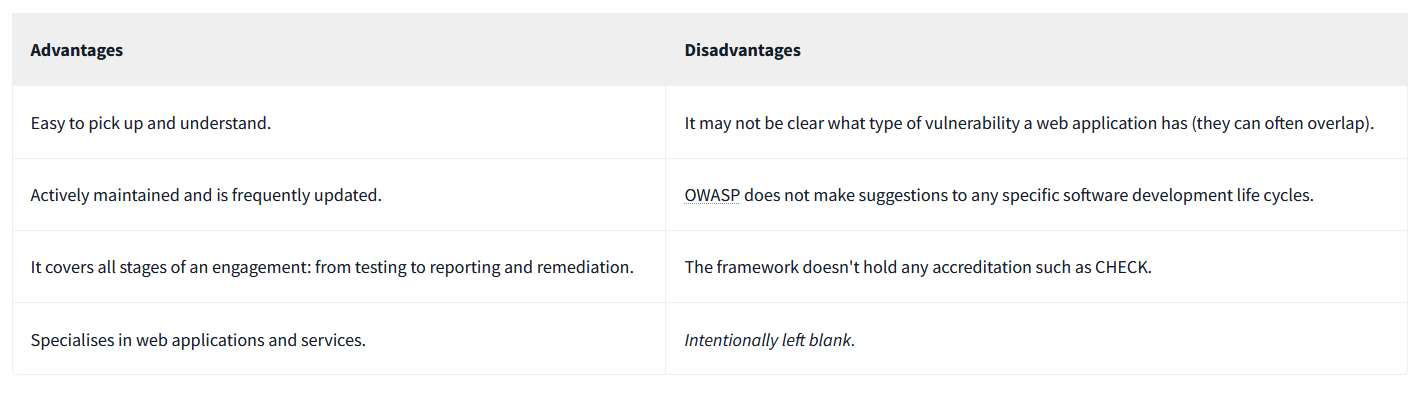 Advantages
Disadvantages
Easy to pick up and understand.
It may not be clear what type of vulnerability a web application has (they can often overlap).
Actively maintained and is frequently updated.
OWASP does not make suggestions to any specific software development life cycles.
It covers all stages of an engagement: from testing to reporting and remediation.
The framework doesn't hold any accreditation such as CHECK.
Specialises in web applications and services.
Intentionally left blank.